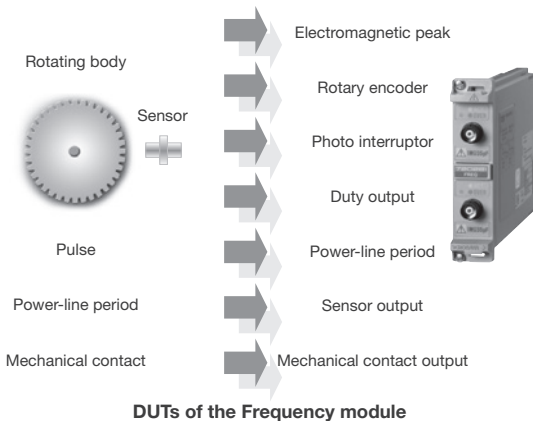 Electromagnetic peak
Rotating body
Rotary encoder
Sensor
Photo interruptor
Duty output
Pulse
Power-line period
Power-line period
Sensor output
Mechanical contact
Mechanical contact output
DUTs of the Frequency module